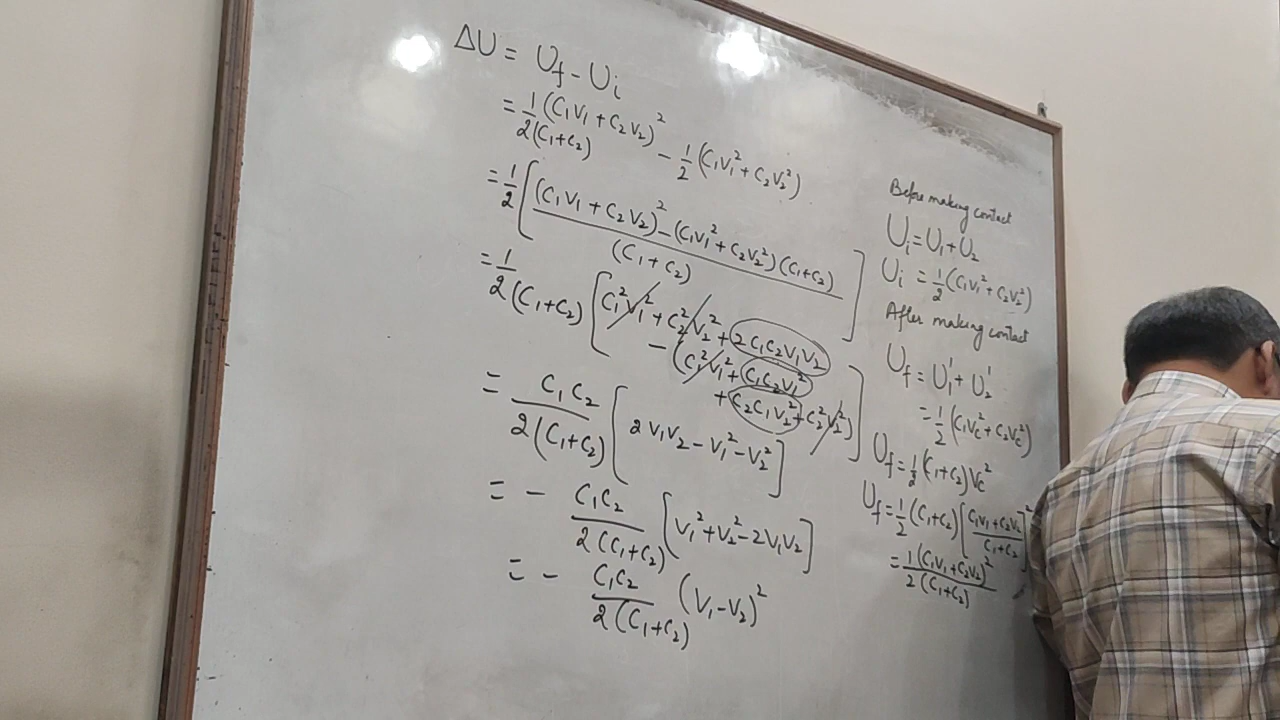 ΔU = U_f - U_i
= 1/2 (C₁V₁ + C₂V₂)² / (C₁+C₂) - 1/2 (C₁V₁² + C₂V₂²)
= 1/2 [ ((C₁V₁ + C₂V₂)² - (C₁V₁² + C₂V₂²)(C₁+C₂)) / (C₁+C₂) ]
= 1/2(C₁+C₂) [ C₁²V₁² + C₂²V₂² + 2C₁C₂V₁V₂
- (C₁²V₁² + C₁C₂V₁²
+ C₂C₁V₂² + C₂²V₂²) ]
= C₁C₂ / 2(C₁+C₂) [ 2V₁V₂ - V₁² - V₂² ]
= - C₁C₂ / 2(C₁+C₂) [ V₁² + V₂² - 2V₁V₂ ]
= - C₁C₂ / 2(C₁+C₂) (V₁-V₂)²
Before making contact
U_i = U₁ + U₂
U_i = 1/2 (C₁V₁² + C₂V₂²)
After making contact
U_f = U₁' + U₂'
= 1/2 (C₁V_C² + C₂V_C²)
U_f = 1/2 (C₁+C₂) V_C²
U_f = 1/2 (C₁+C₂) [ (C₁V₁ + C₂V₂) / (C₁+C₂) ]²
= 1/2 (C₁V₁ + C₂V₂)² / (C₁+C₂)